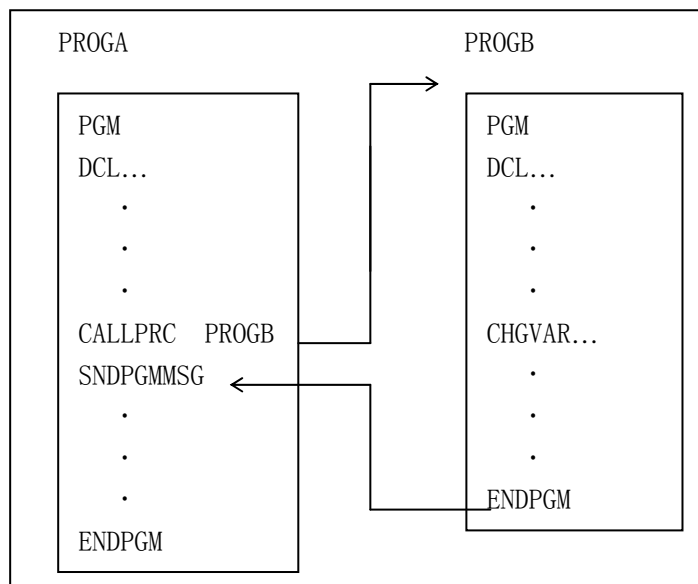 PROGA
PROGB
PGM
DCL...
.
.
.
CALLPRC PROGB
SNDPGMMSG
.
.
.
ENDPGM
PGM
DCL...
.
.
.
CHGVAR...
.
.
.
ENDPGM